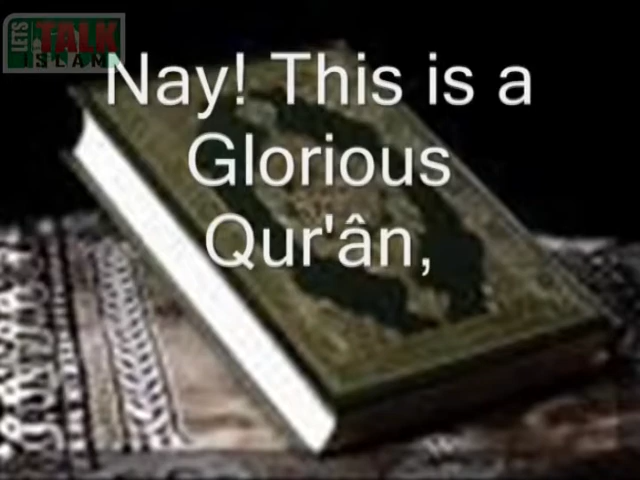 LETS
TALK
ISLAM
Nay! This is a
Glorious
Qur'ân,